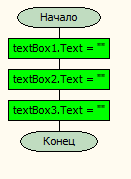 Начало
textBox1.Text = ""
textBox2.Text = ""
textBox3.Text = ""
Конец